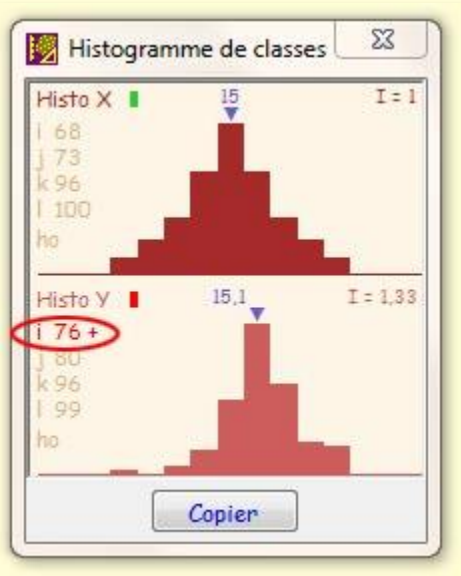 Histogramme de classes
Histo X 15 I = 1
i 68
j 73
k 96
l 100
ho
Histo Y 15,1 I = 1,33
i 76 +
j 80
k 96
l 99
ho
Copier